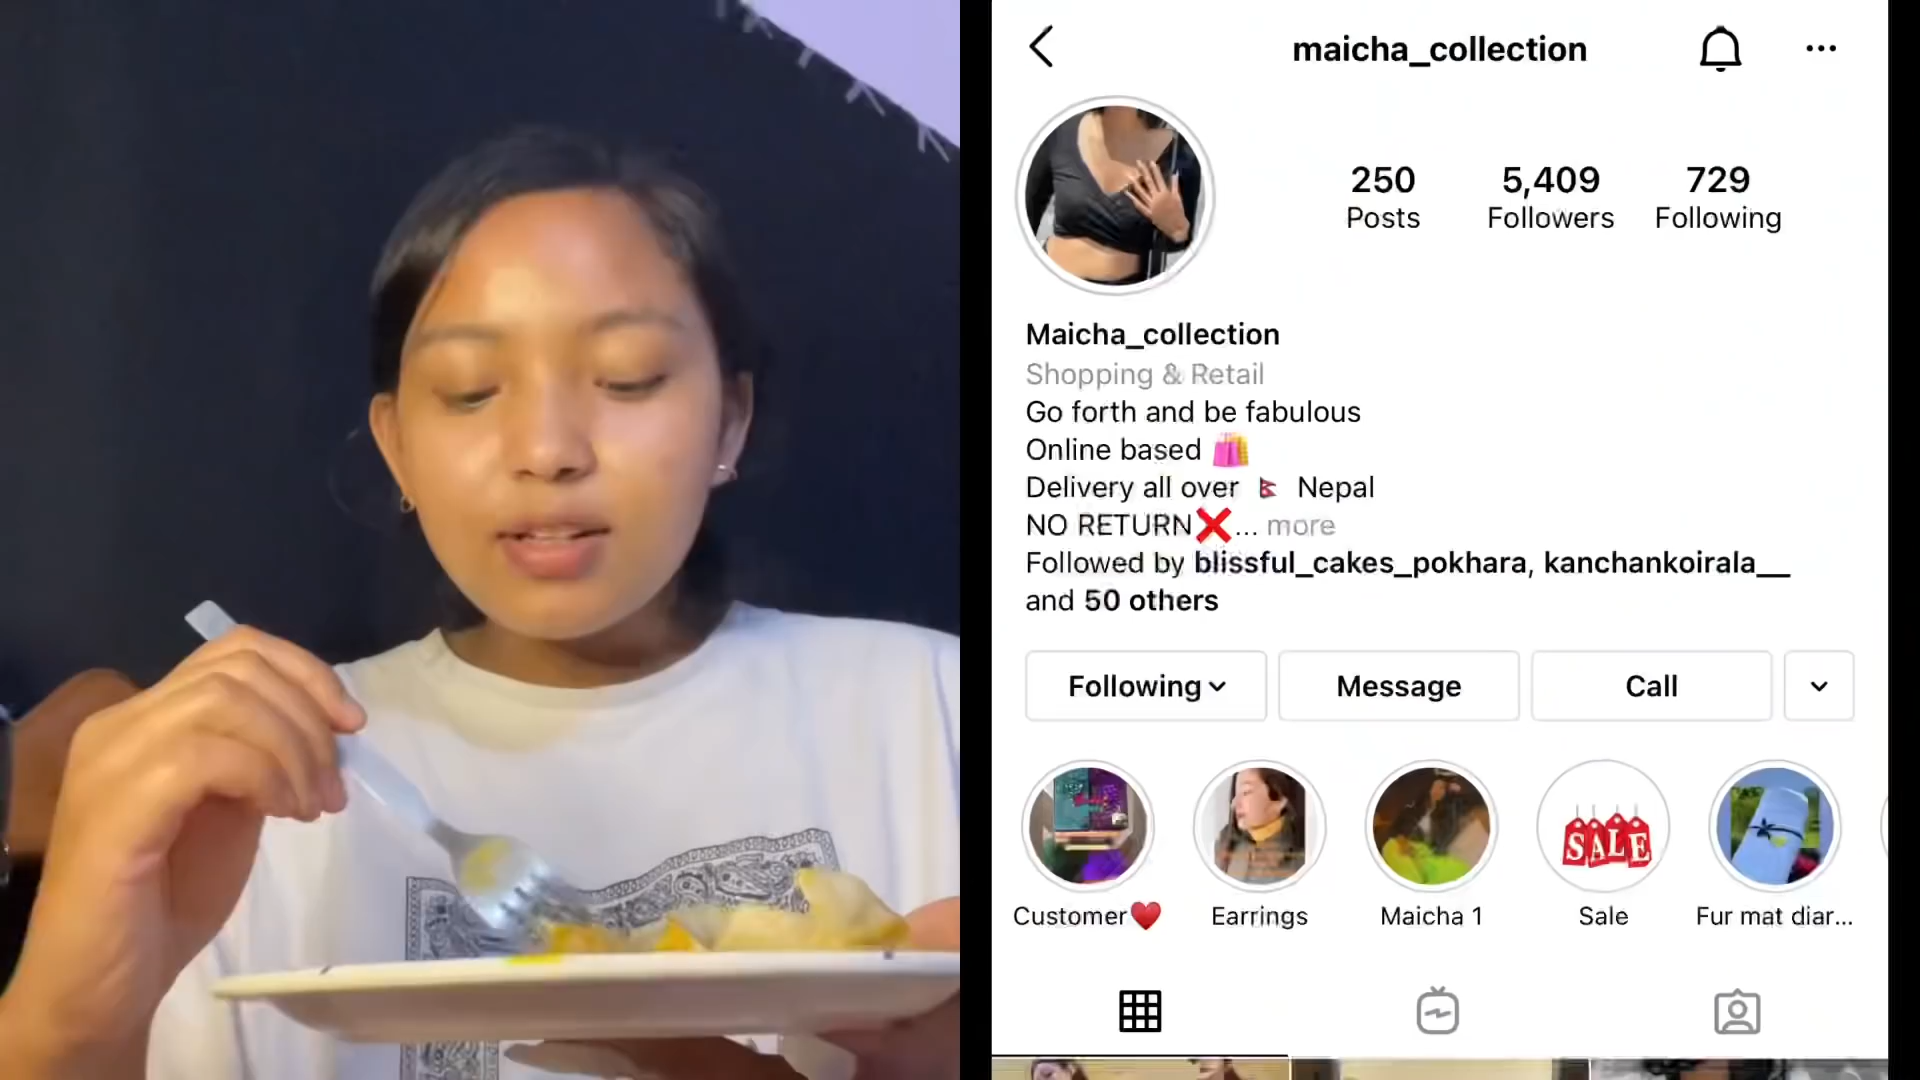 maicha_collection
250
Posts
5,409
Followers
729
Following
Maicha_collection
Shopping & Retail
Go forth and be fabulous
Online based 🛍️
Delivery all over 🇳🇵 Nepal
NO RETURN❌... more
Followed by blissful_cakes_pokhara, kanchankoirala__
and 50 others
Following
Message
Call
SALE
Customer♥️
Earrings
Maicha 1
Sale
Fur mat diar...